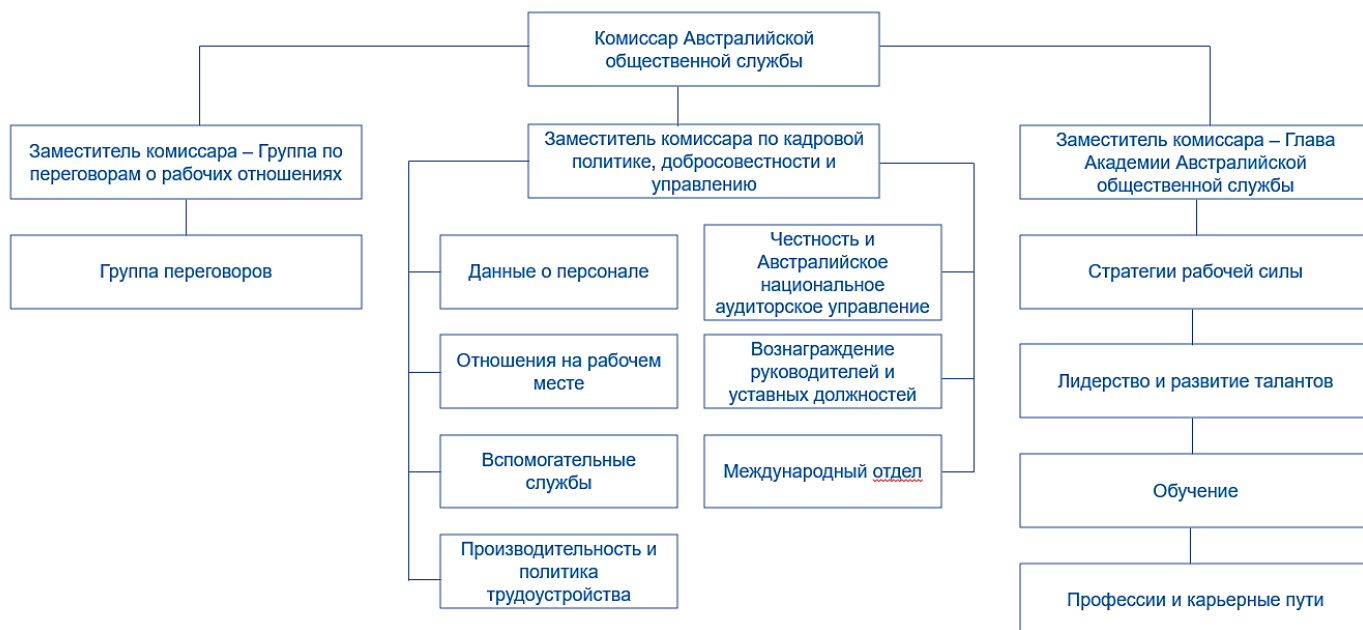 Комиссар Австралийской
общественной службы
Заместитель комиссара – Группа по
переговорам о рабочих отношениях
Заместитель комиссара по кадровой
политике, добросовестности и
управлению
Заместитель комиссара – Глава
Академии Австралийской
общественной службы
Группа переговоров
Данные о персонале
Честность и
Австралийское
национальное
аудиторское управление
Стратегии рабочей силы
Отношения на рабочем
месте
Вознаграждение
руководителей и
уставных должностей
Лидерство и развитие талантов
Вспомогательные
службы
Международный отдел
Обучение
Производительность и
политика
трудоустройства
Профессии и карьерные пути